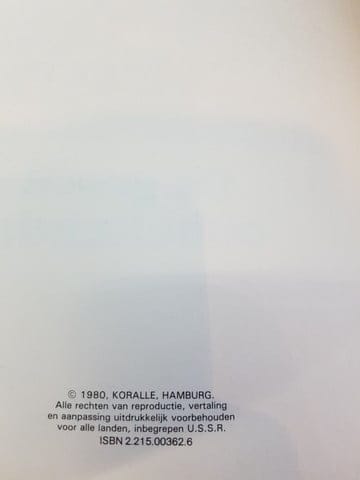 © 1980, KORALLE, HAMBURG.
Alle rechten van reproductie, vertaling
en aanpassing uitdrukkelijk voorbehouden
voor alle landen, inbegrepen U.S.S.R.
ISBN 2.215.00362.6